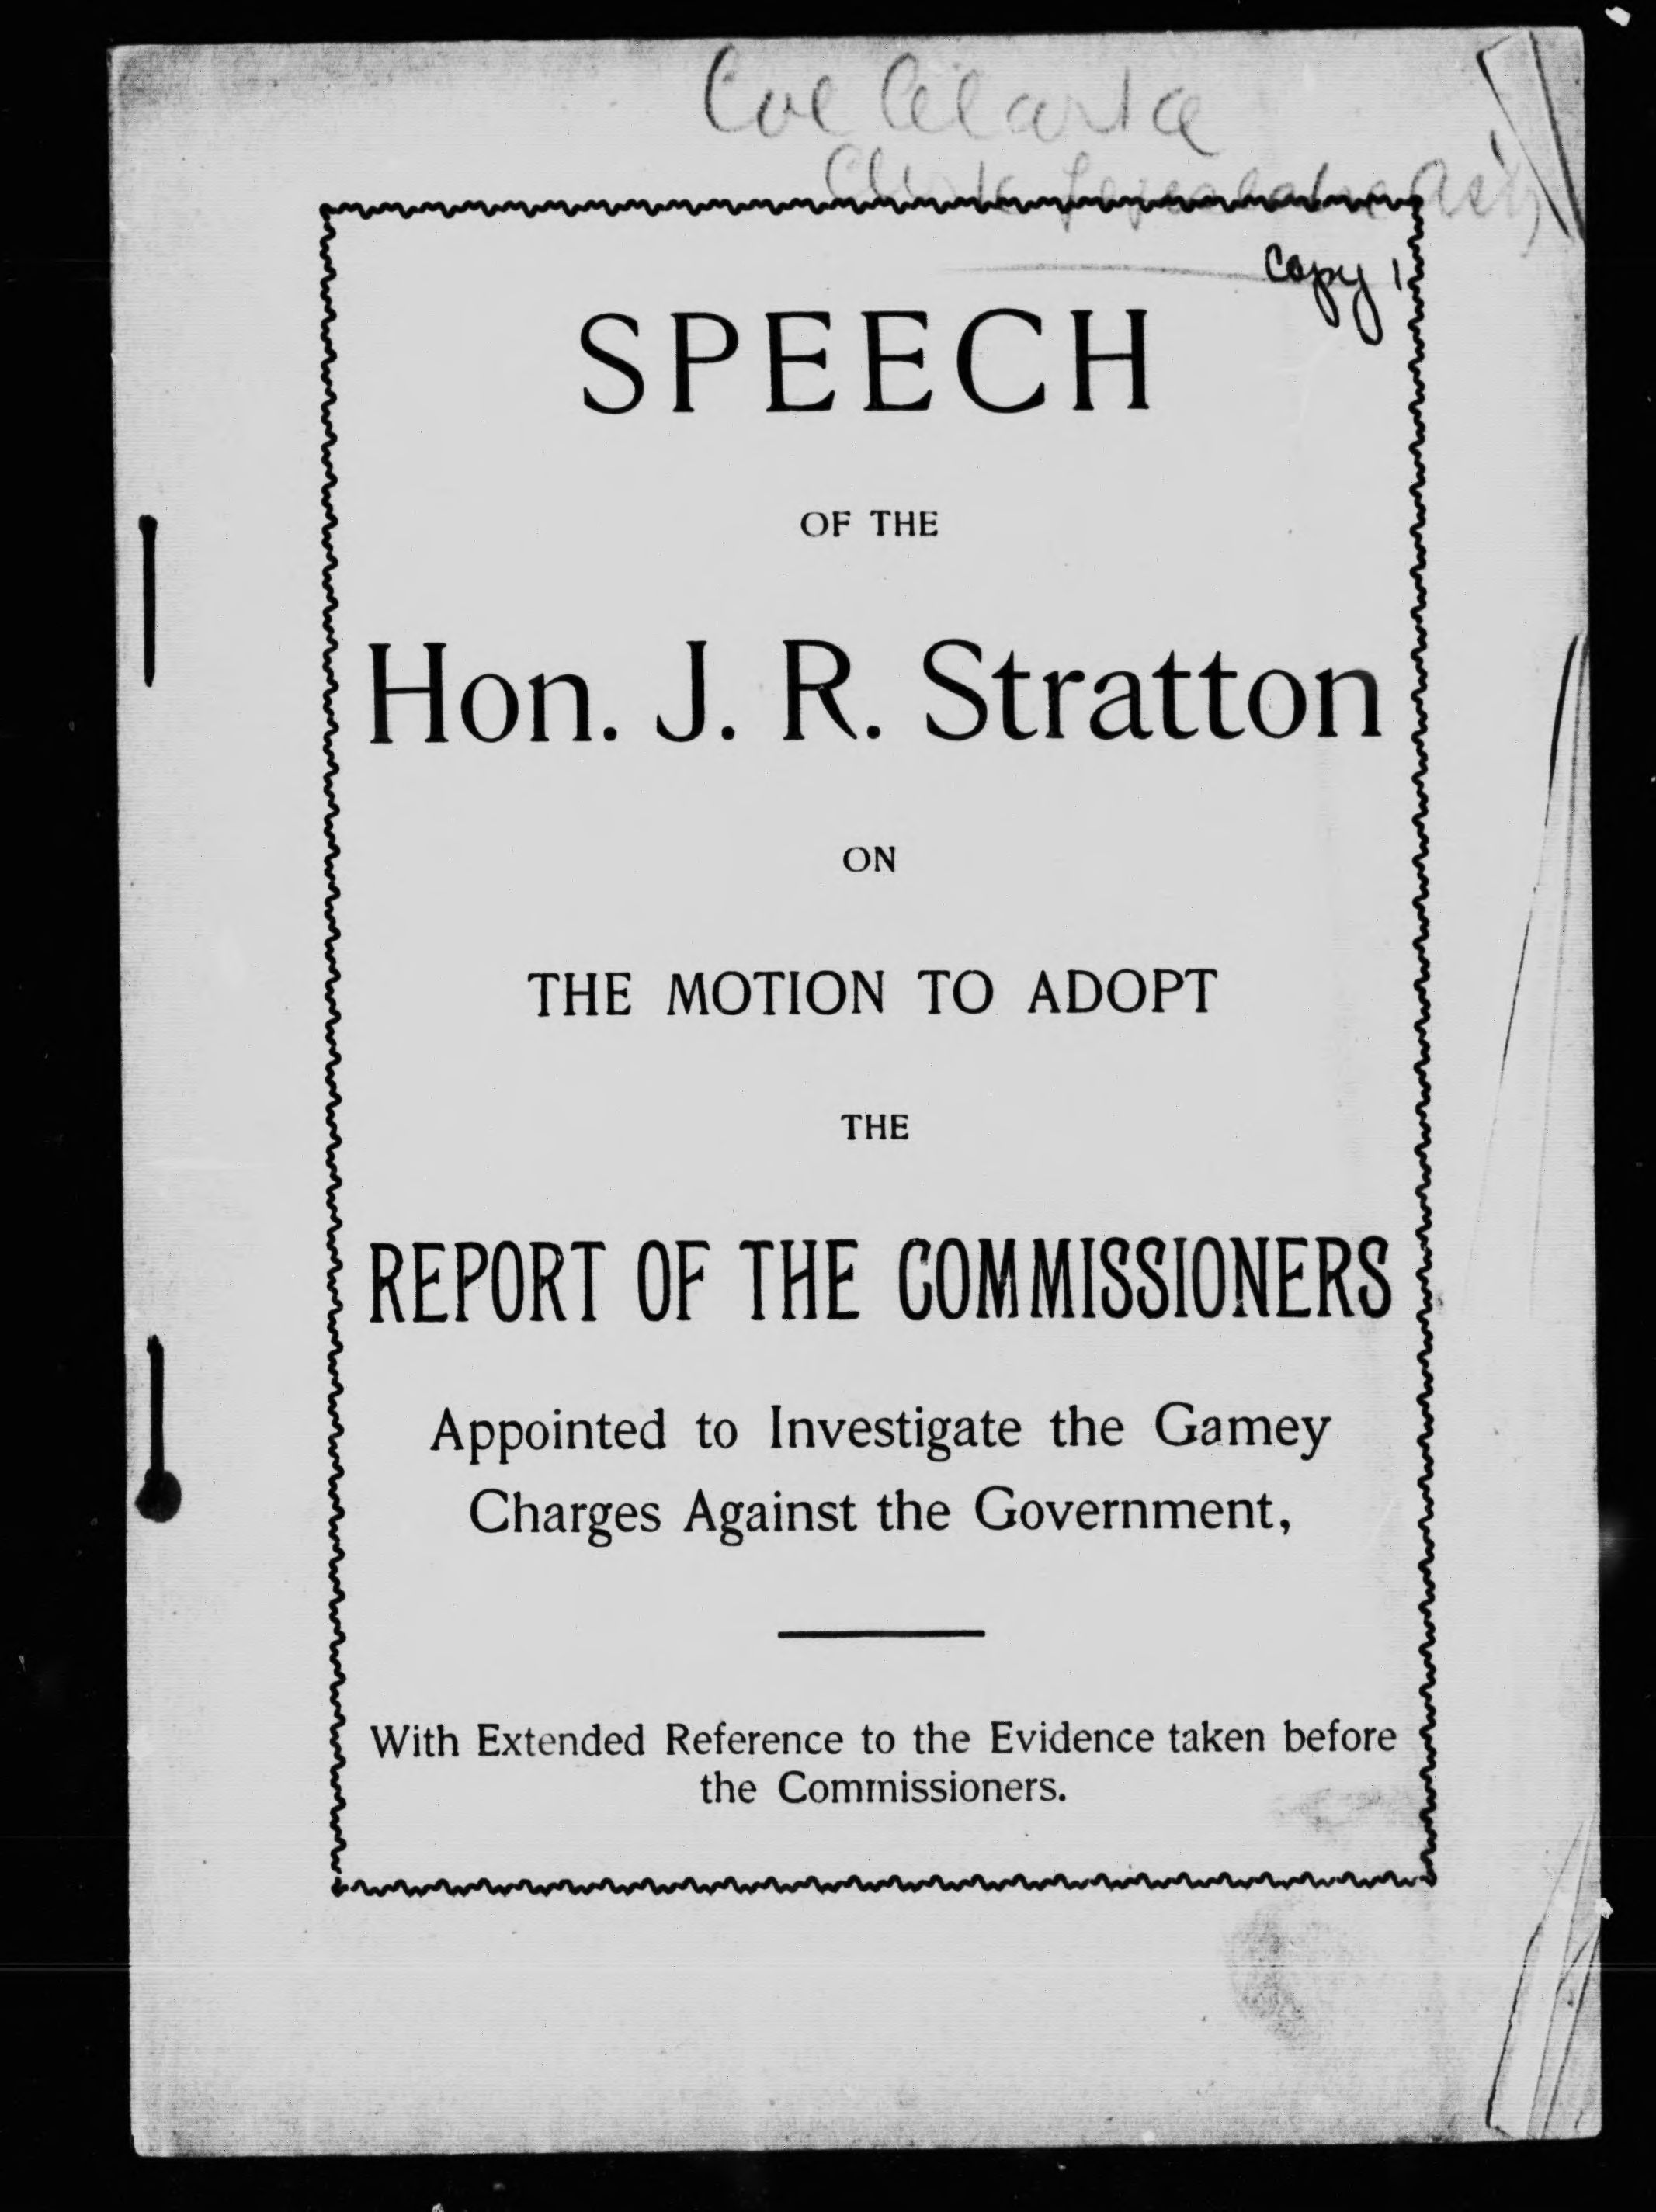 Copy 1
SPEECH
OF THE
Hon. J. R. Stratton
ON
THE MOTION TO ADOPT
THE
REPORT OF THE COMMISSIONERS
Appointed to Investigate the Gamey
Charges Against the Government,
With Extended Reference to the Evidence taken before
the Commissioners.